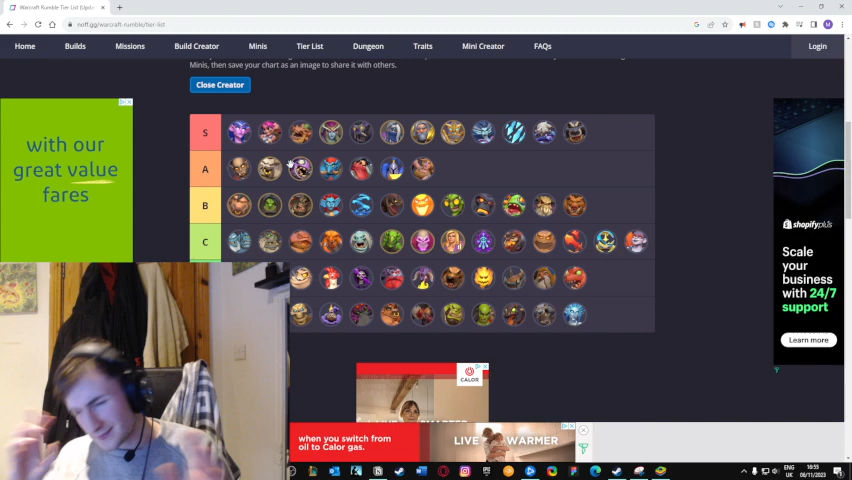 Warcraft Rumble Tier List [Upda
noff.gg/warcraft-rumble/tier-list
Home
Builds
Missions
Build Creator
Minis
Tier List
Dungeon
Traits
Mini Creator
FAQs
Login
Minis, then save your chart as an image to share it with others.
Close Creator
S
A
B
C
with our
great value
fares
shopifyplus
Scale
your
business
with 24/7
support
Learn more
CALOR
when you switch from
oil to Calor gas.
LIVE WARMER
ENG
UK
16:55
08/11/2023